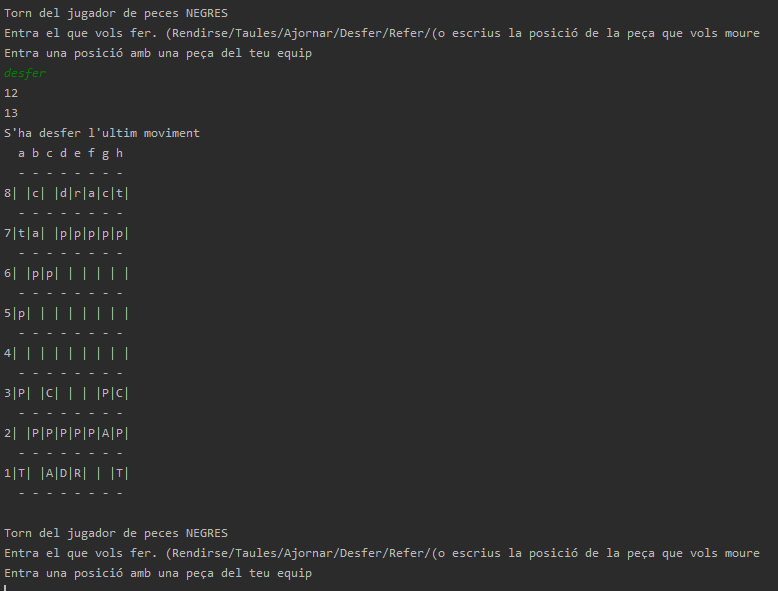 Torn del jugador de peces NEGRES
Entra el que vols fer. (Rendirse/Taules/Ajornar/Desfer/Refer/(o escrius la posició de la peça que vols moure
Entra una posició amb una peça del teu equip
desfer
12
13
S'ha desfer l'ultim moviment
  a b c d e f g h
  - - - - - - - -
8| |c| |d|r|a|c|t|
  - - - - - - - -
7|t|a| |p|p|p|p|p|
  - - - - - - - -
6| |p|p| | | | | |
  - - - - - - - -
5|p| | | | | | | |
  - - - - - - - -
4| | | | | | | | |
  - - - - - - - -
3|P| |C| | | |P|C|
  - - - - - - - -
2| |P|P|P|P|P|A|P|
  - - - - - - - -
1|T| |A|D|R| | |T|
  - - - - - - - -
Torn del jugador de peces NEGRES
Entra el que vols fer. (Rendirse/Taules/Ajornar/Desfer/Refer/(o escrius la posició de la peça que vols moure
Entra una posició amb una peça del teu equip